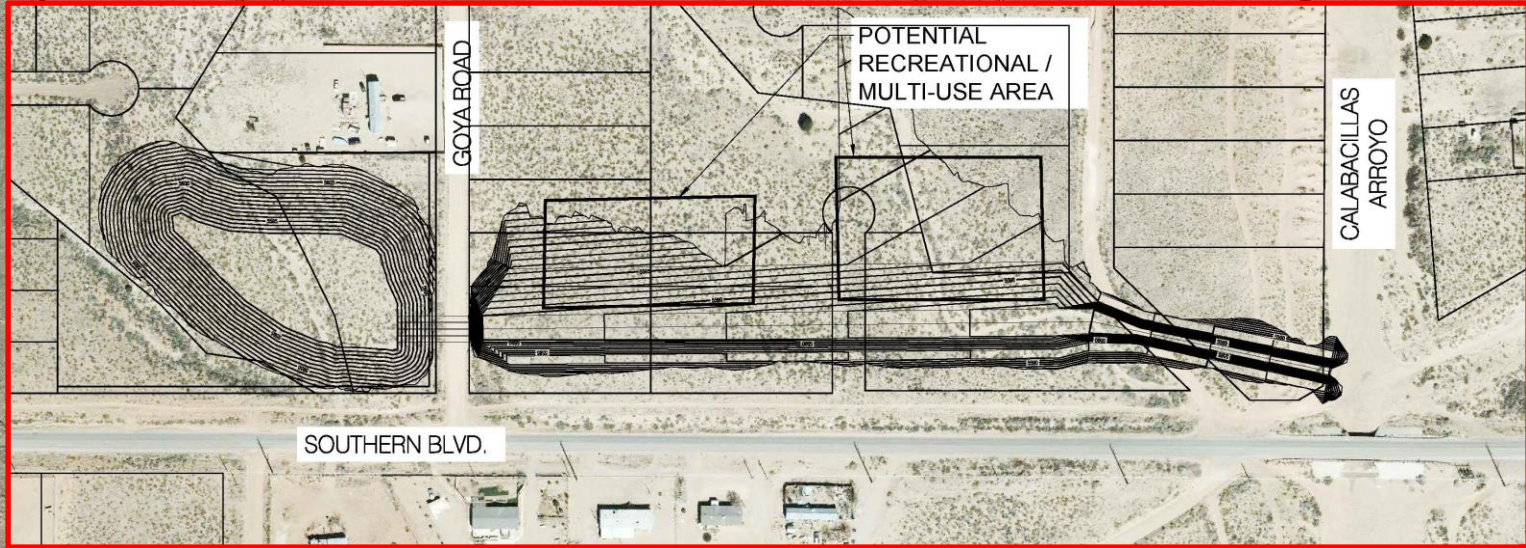 POTENTIAL
RECREATIONAL /
MULTI-USE AREA
GOYA ROAD
CALABACILLAS
ARROYO
SOUTHERN BLVD.